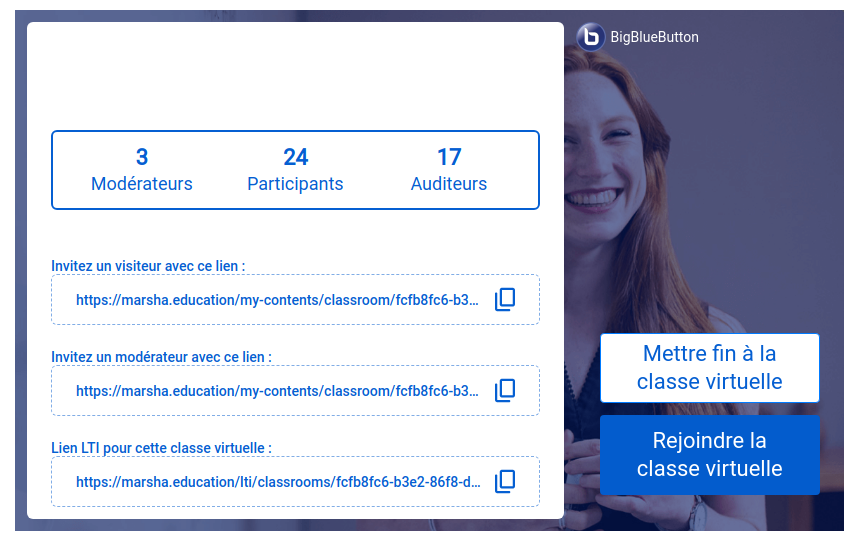 BigBlueButton
3
Modérateurs
24
Participants
17
Auditeurs
Invitez un visiteur avec ce lien :
https://marsha.education/my-contents/classroom/fcfb8fc6-b3...
Invitez un modérateur avec ce lien :
https://marsha.education/my-contents/classroom/fcfb8fc6-b3...
Lien LTI pour cette classe virtuelle :
https://marsha.education/lti/classrooms/fcfb8fc6-b3e2-86f8-d...
Mettre fin à la
classe virtuelle
Rejoindre la
classe virtuelle